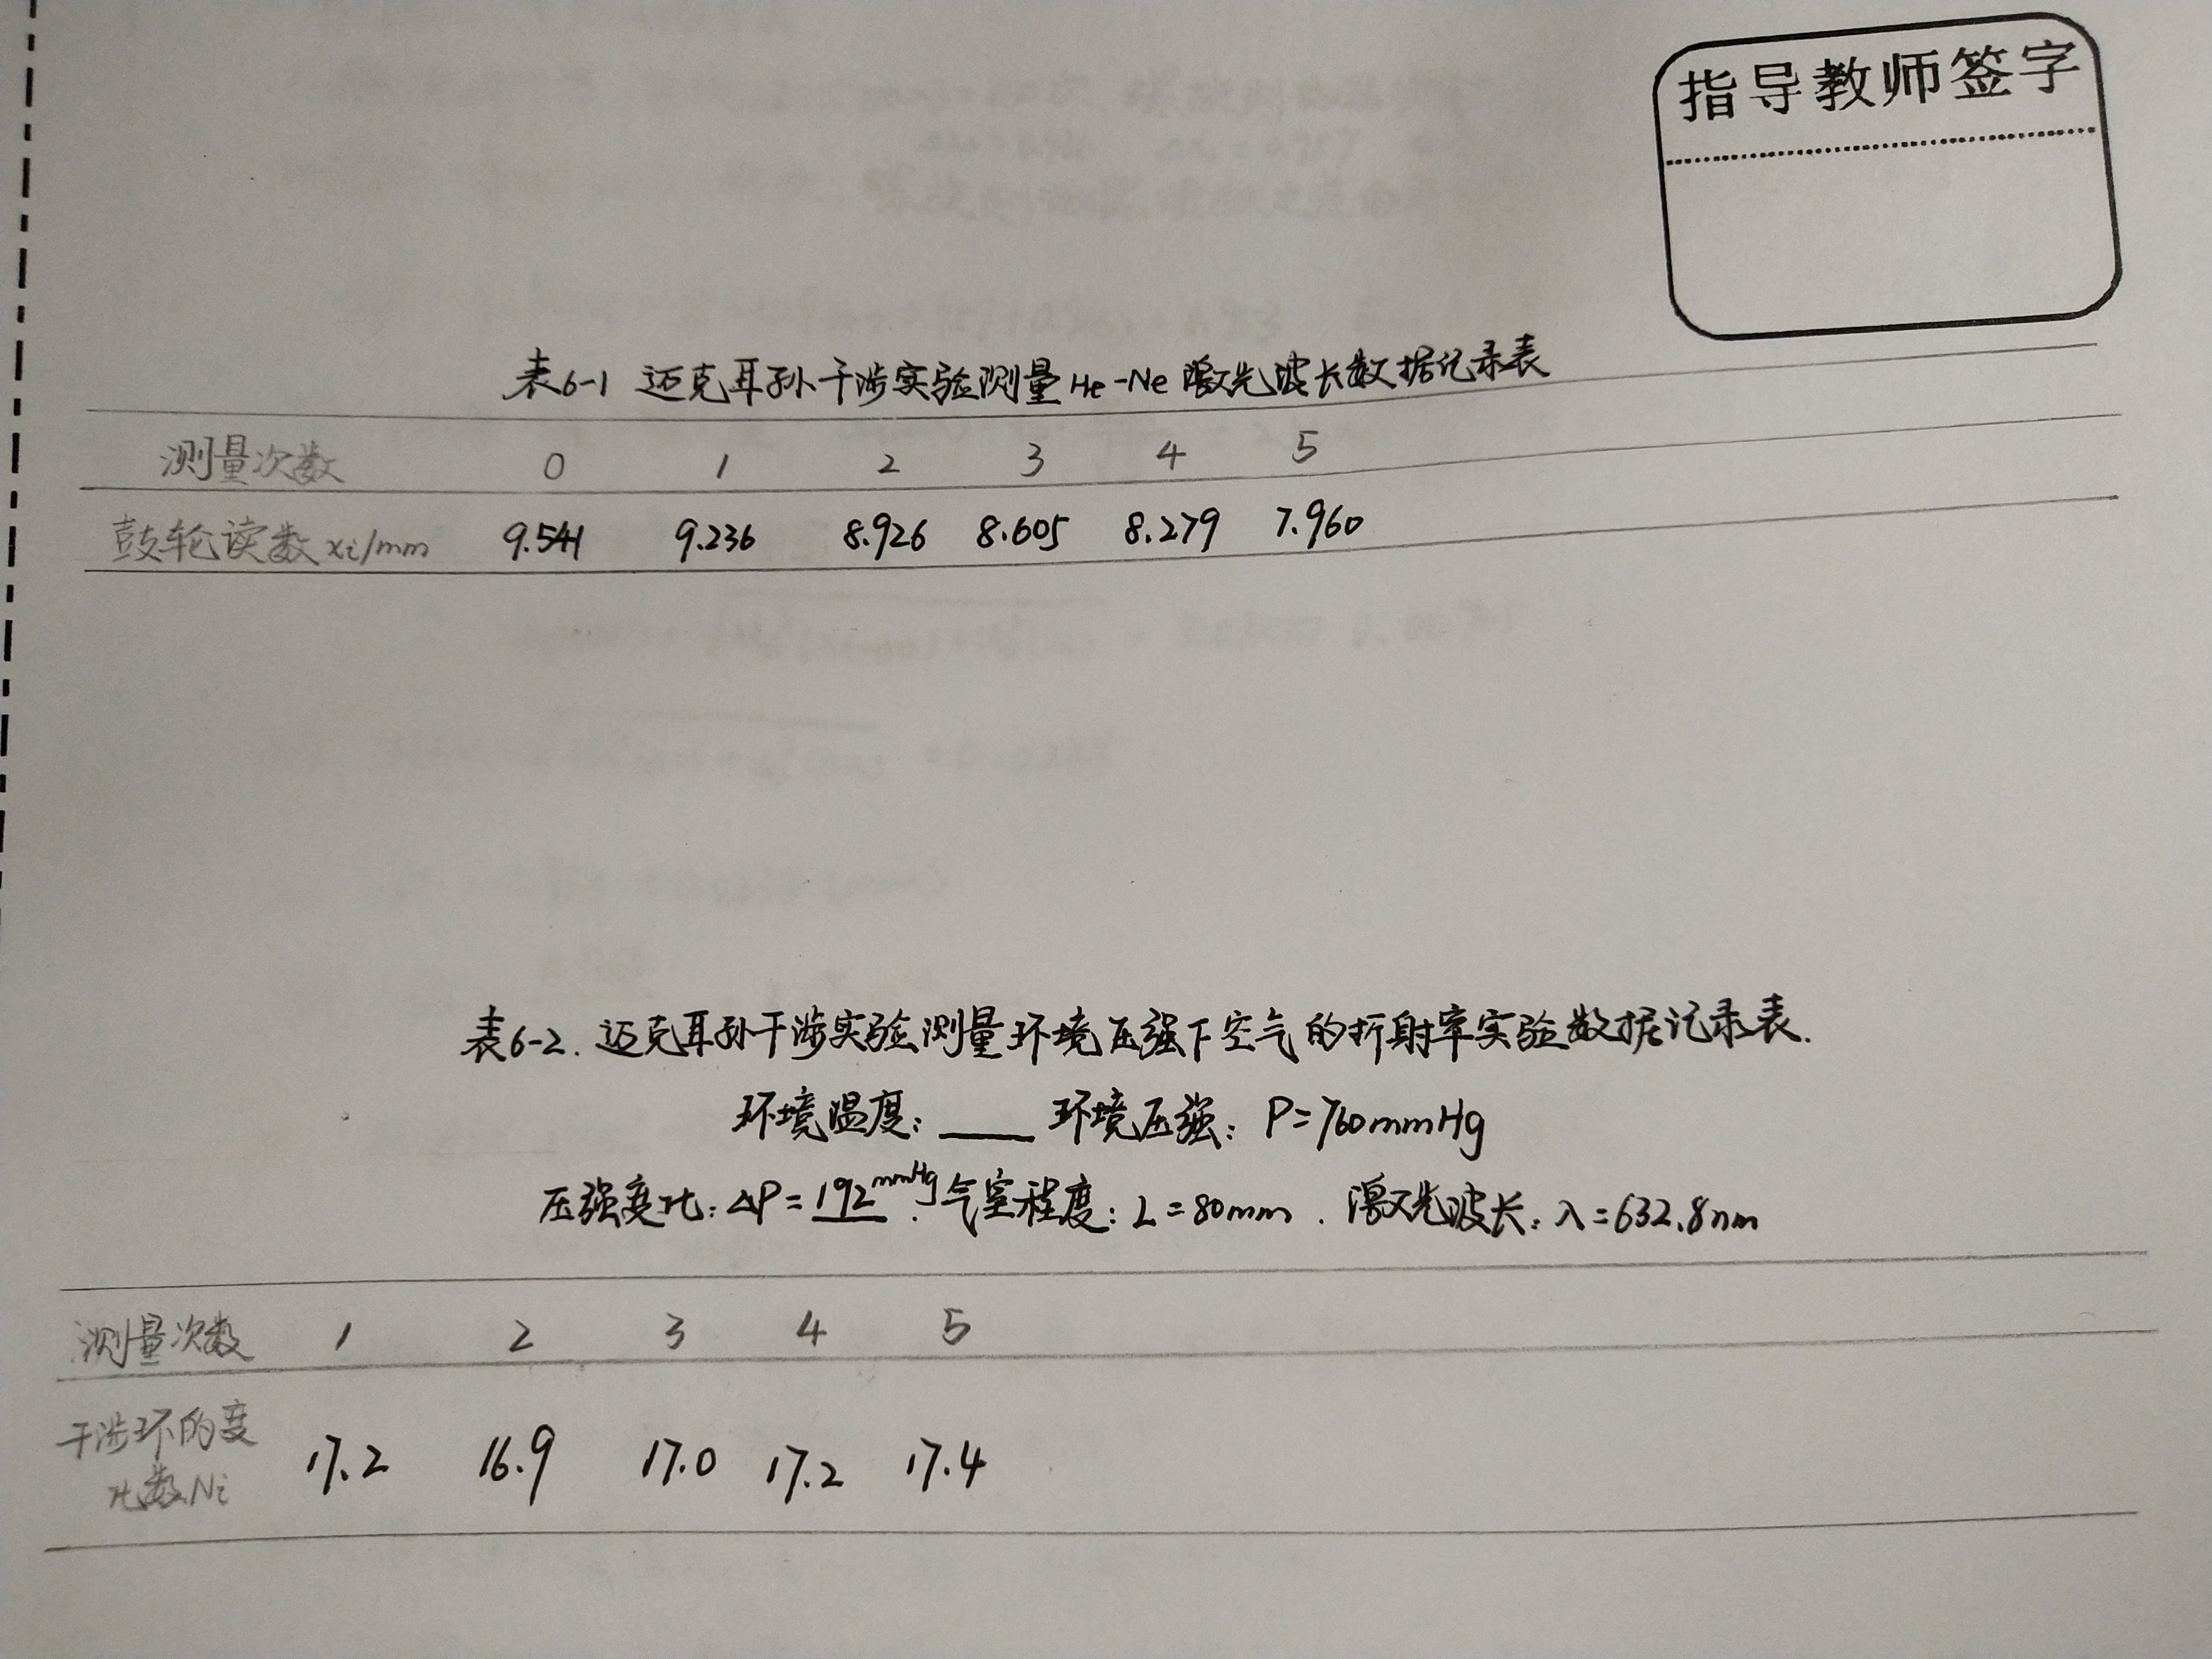 指导教师签字
表6-1 迈克耳孙干涉实验测量He-Ne激光波长数据记录表
测量次数 0 1 2 3 4 5
鼓轮读数xi/mm 9.541 9.236 8.926 8.605 8.279 7.960
表6-2. 迈克耳孙干涉实验测量环境压强下空气的折射率实验数据记录表.
环境温度: ____ 环境压强: P=760mmHg
压强变化: ΔP=192mmHg. 气室程度: L=80mm. 激光波长: λ=632.8nm
测量次数 1 2 3 4 5
干涉环的变
化数Ni 17.2 16.9 17.0 17.2 17.4